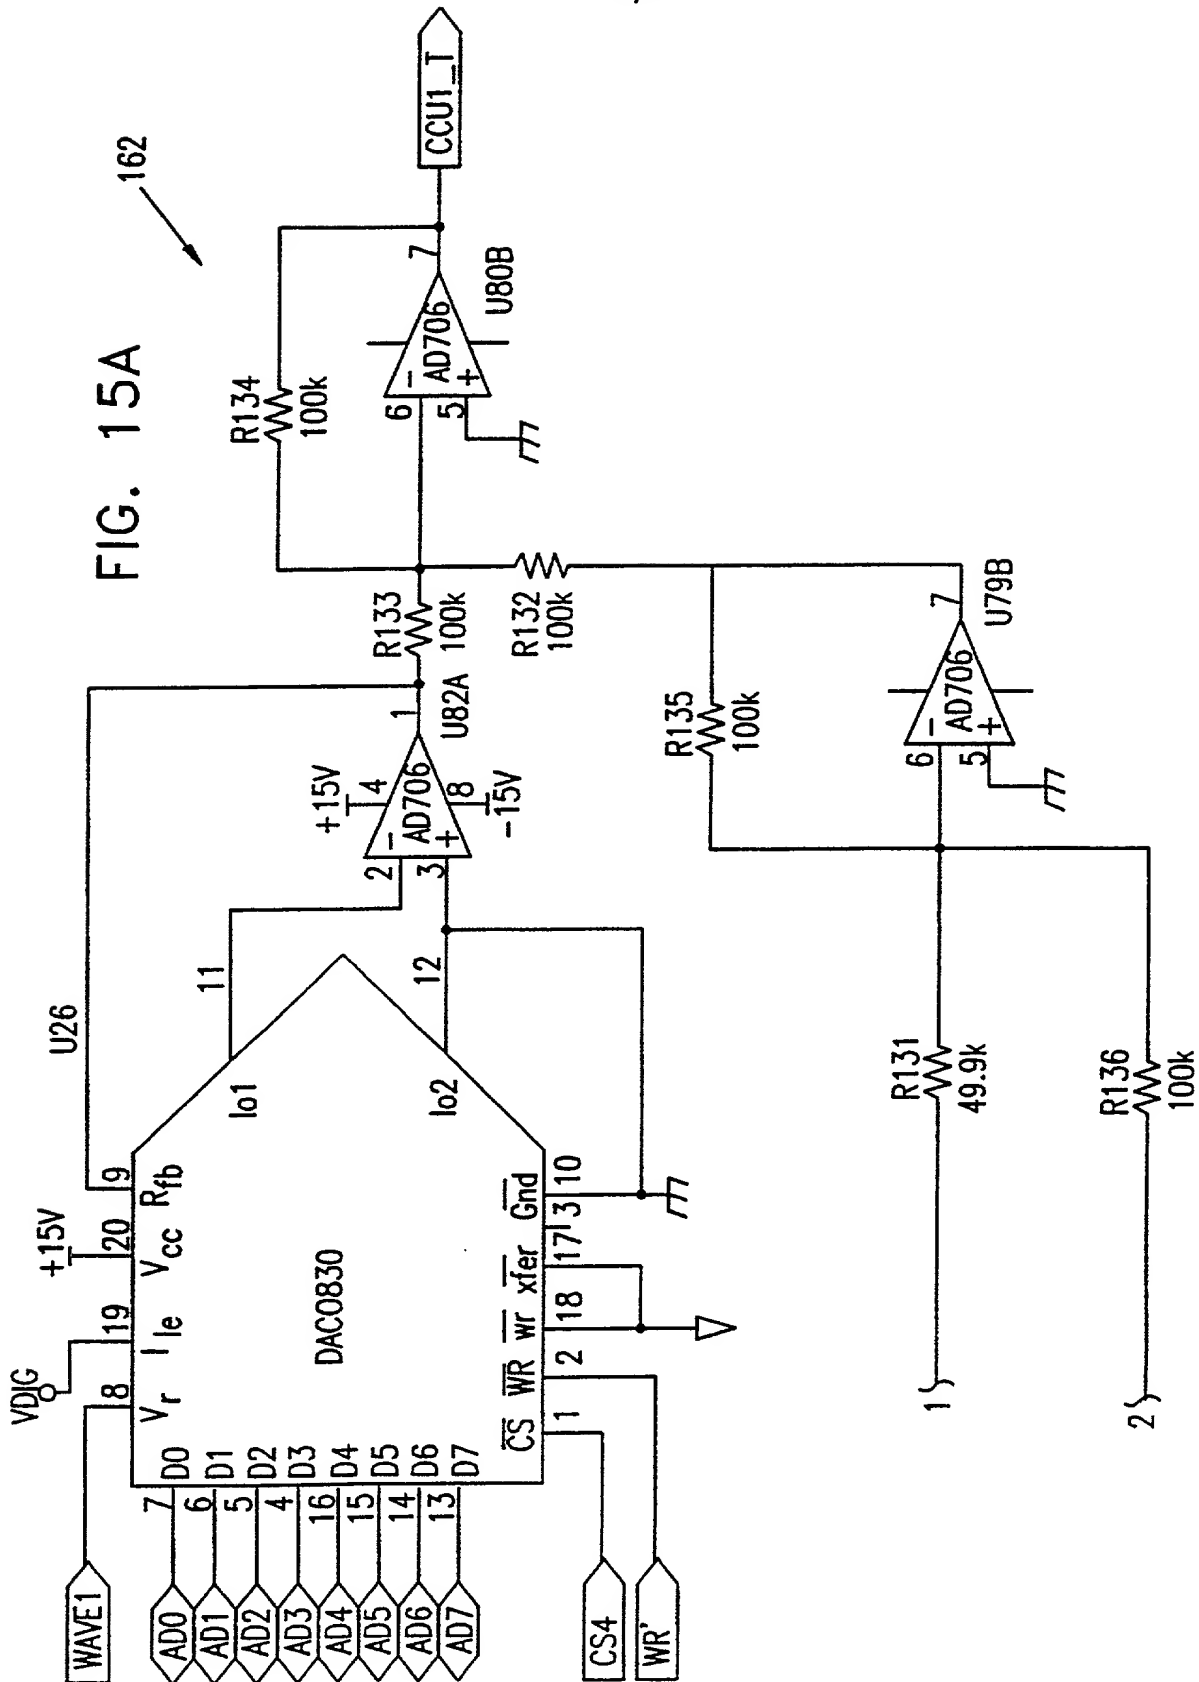 FIG. 15A
162
WAVE1
VDIG
+15V
U26
8
19
20
9
Vr
Ile
Vcc
Rfb
AD0
7
D0
AD1
6
D1
AD2
5
D2
AD3
4
D3
AD4
16
D4
AD5
15
D5
AD6
14
D6
AD7
13
D7
DAC0830
Io1
11
Io2
12
CS
WR
wr
xfer
Gnd
1
2
18
17
3
10
CS4
WR'
+15V
4
2
−
AD706
3
+
8
-15V
1
U82A
R133
100k
R134
100k
R132
100k
6
−
AD706
5
+
7
U80B
CCU1_T
R135
100k
6
−
AD706
5
+
7
U79B
1
R131
49.9k
2
R136
100k